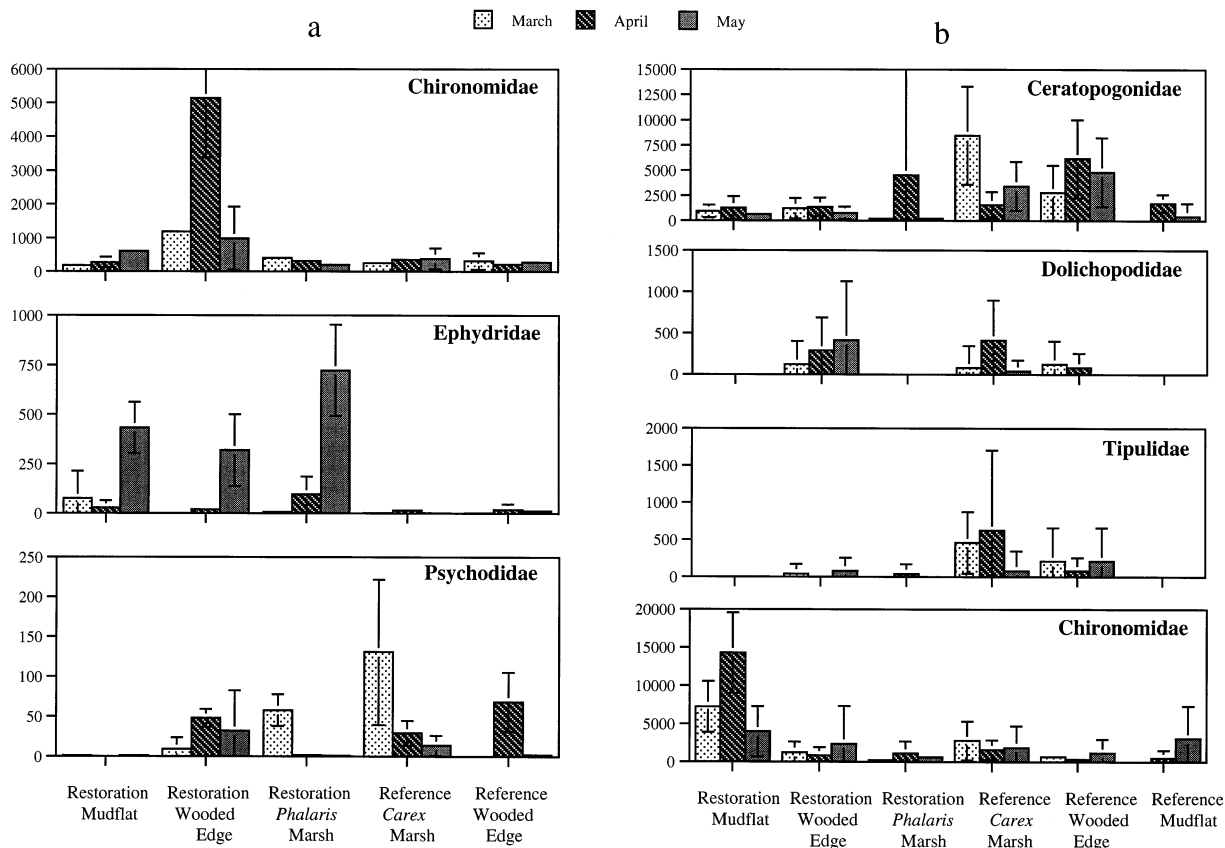 a
March April May
b
6000
5000
4000
3000
2000
1000
0
Chironomidae
1000
750
500
250
0
Ephydridae
250
200
150
100
50
0
Psychodidae
Restoration Restoration Restoration Reference Reference
Mudflat Wooded Phalaris Carex Wooded
Edge Marsh Marsh Edge
15000
12500
10000
7500
5000
2500
0
Ceratopogonidae
1500
1000
500
0
Dolichopodidae
2000
1500
1000
500
0
Tipulidae
20000
15000
10000
5000
0
Chironomidae
Restoration Restoration Restoration Reference Reference Reference
Mudflat Wooded Phalaris Carex Wooded Mudflat
Edge Marsh Marsh Edge